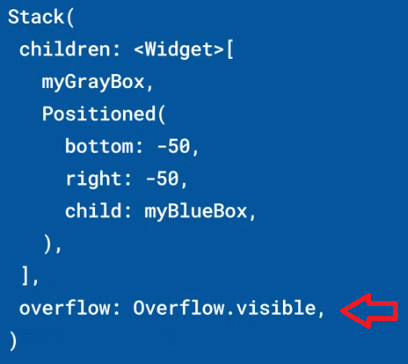 Stack(
children: <Widget>[
myGrayBox,
Positioned(
bottom: -50,
right: -50,
child: myBlueBox,
),
],
overflow: Overflow.visible,
)